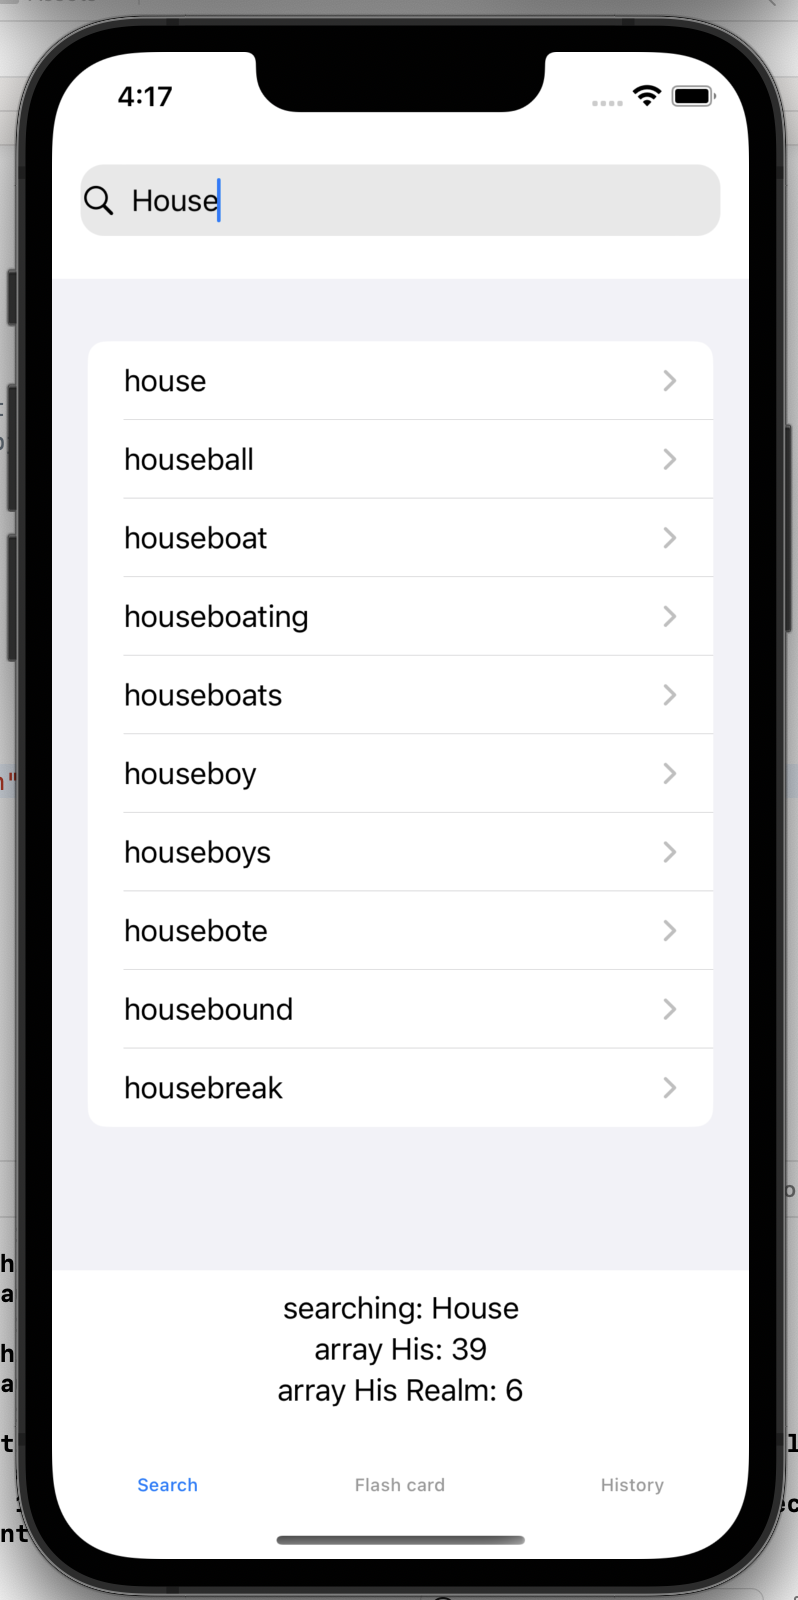 4:17
House
house
houseball
houseboat
houseboating
houseboats
houseboy
houseboys
housebote
housebound
housebreak
searching: House
array His: 39
array His Realm: 6
Search
Flash card
History